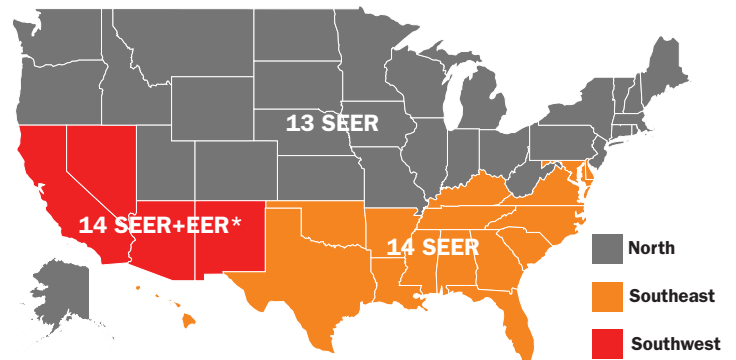 13 SEER
14 SEER+EER*
14 SEER
North
Southeast
Southwest